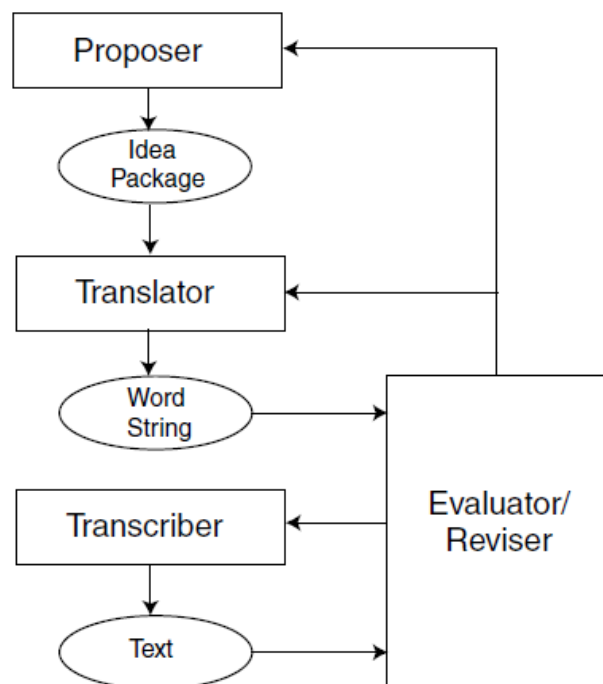 Proposer
Idea
Package
Translator
Word
String
Transcriber
Evaluator/
Reviser
Text